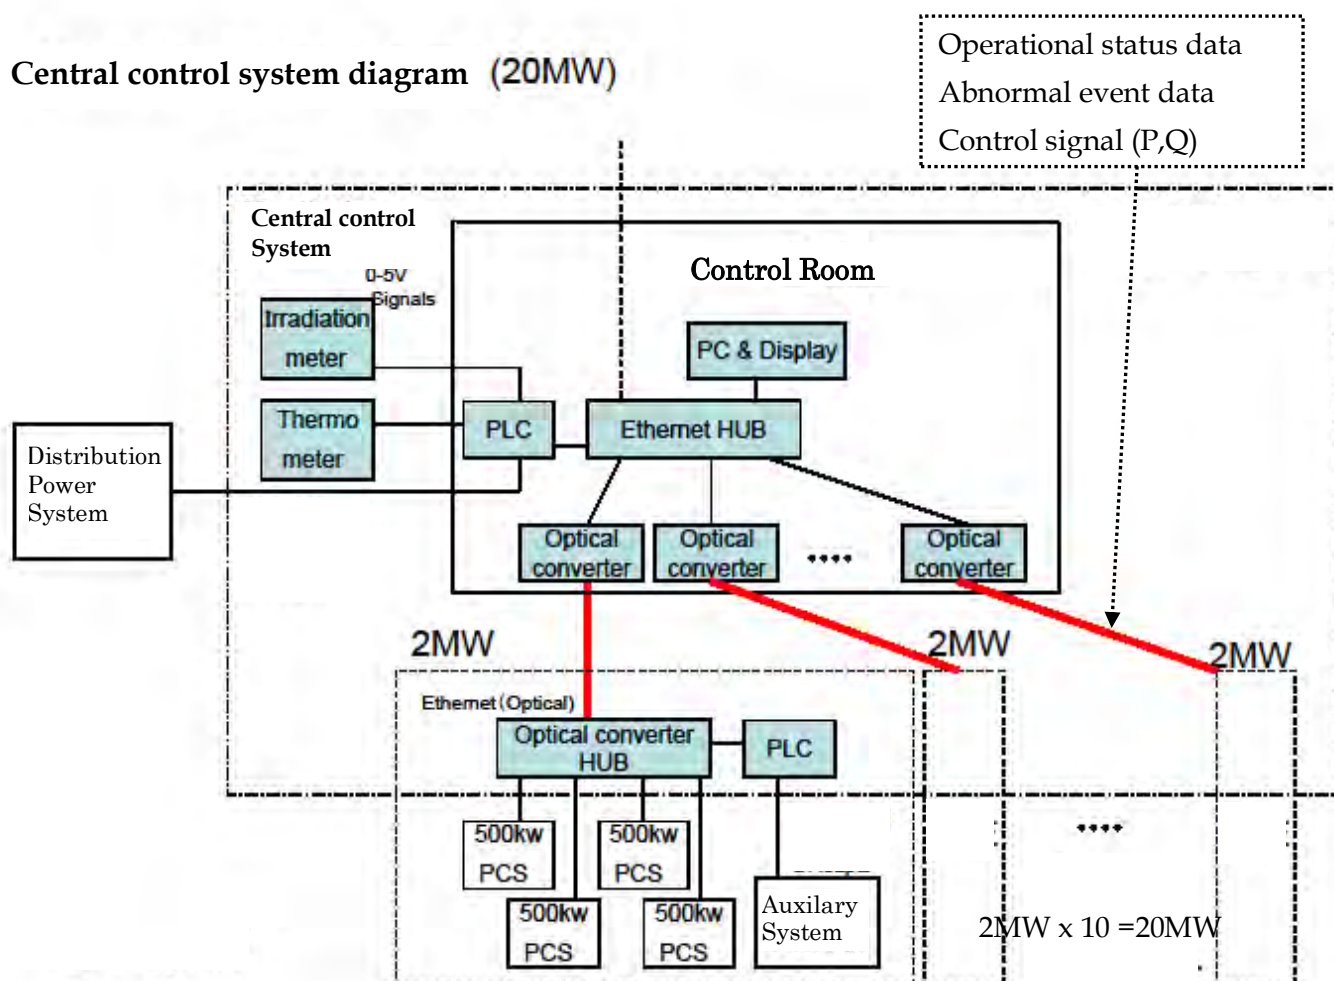 Central control system diagram (20MW)
Operational status data
Abnormal event data
Control signal (P,Q)
Central control
System
0-5V
Signals
Control Room
Irradiation
meter
PC & Display
Thermo
meter
PLC
Ethernet HUB
Distribution
Power
System
Optical
converter
Optical
converter
....
Optical
converter
2MW
2MW
2MW
Ethernet(Optical)
Optical converter
HUB
PLC
500kw
PCS
500kw
PCS
500kw
PCS
500kw
PCS
Auxilary
System
....
2MW x 10 =20MW